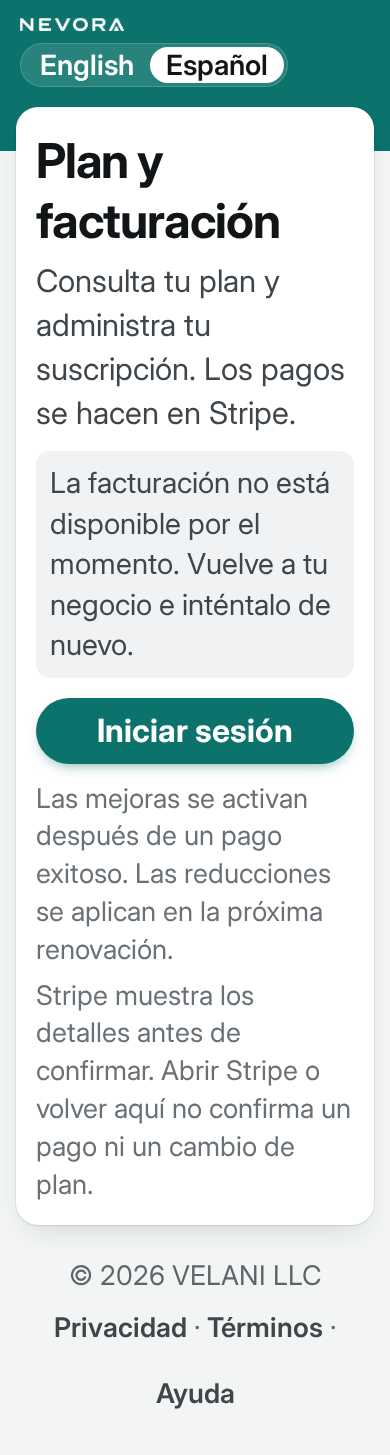 NEVORA
English Español
Plan y
facturación
Consulta tu plan y
administra tu
suscripción. Los pagos
se hacen en Stripe.
La facturación no está
disponible por el
momento. Vuelve a tu
negocio e inténtalo de
nuevo.
Iniciar sesión
Las mejoras se activan
después de un pago
exitoso. Las reducciones
se aplican en la próxima
renovación.
Stripe muestra los
detalles antes de
confirmar. Abrir Stripe o
volver aquí no confirma un
pago ni un cambio de
plan.
© 2026 VELANI LLC
Privacidad · Términos ·
Ayuda